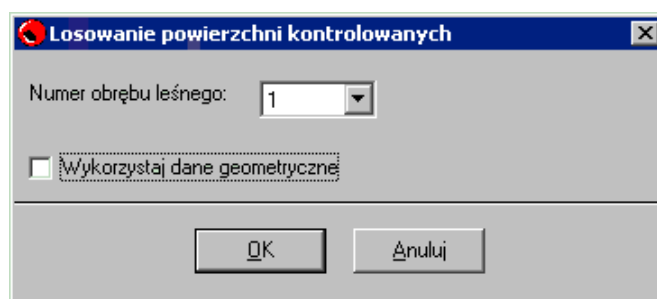 Losowanie powierzchni kontrolowanych
Numer obrębu leśnego: 1
Wykorzystaj dane geometryczne
OK Anuluj